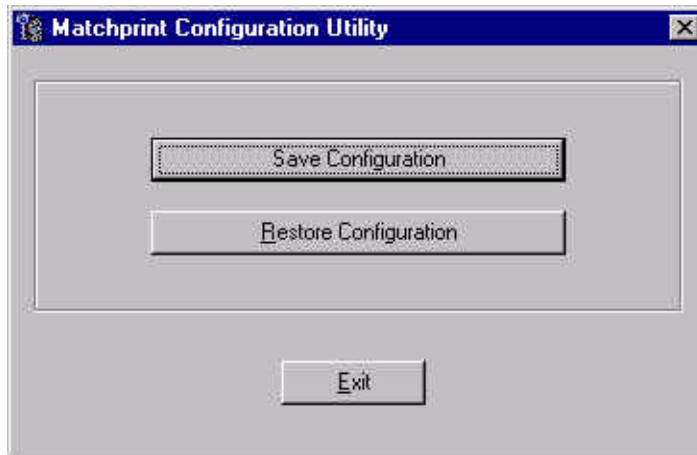 Matchprint Configuration Utility
Save Configuration
Restore Configuration
Exit